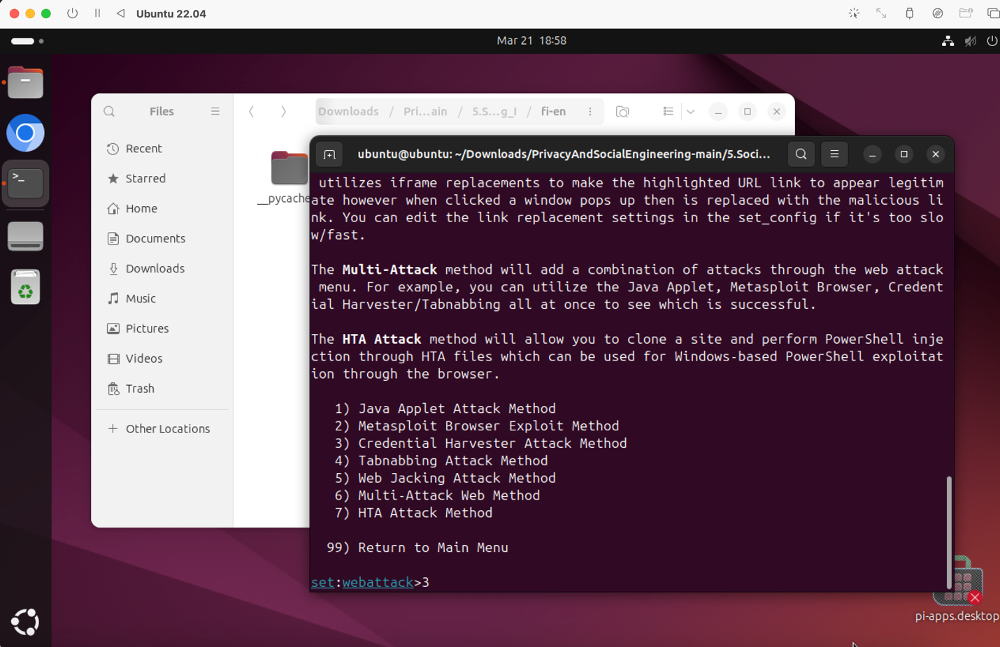 Ubuntu 22.04
Mar 21 18:58
Files
Downloads / Pri...ain / 5.S...g_I / fi-en
Recent
Starred
Home
Documents
Downloads
Music
Pictures
Videos
Trash
Other Locations
__pycache
ubuntu@ubuntu: ~/Downloads/PrivacyAndSocialEngineering-main/5.Soci...
utilizes iframe replacements to make the highlighted URL link to appear legitim
ate however when clicked a window pops up then is replaced with the malicious li
nk. You can edit the link replacement settings in the set_config if it's too slo
w/fast.
The Multi-Attack method will add a combination of attacks through the web attack
menu. For example, you can utilize the Java Applet, Metasploit Browser, Credent
ial Harvester/Tabnabbing all at once to see which is successful.
The HTA Attack method will allow you to clone a site and perform PowerShell inje
ction through HTA files which can be used for Windows-based PowerShell exploitat
ion through the browser.
1) Java Applet Attack Method
2) Metasploit Browser Exploit Method
3) Credential Harvester Attack Method
4) Tabnabbing Attack Method
5) Web Jacking Attack Method
6) Multi-Attack Web Method
7) HTA Attack Method
99) Return to Main Menu
set:webattack>3
pi-apps.desktop